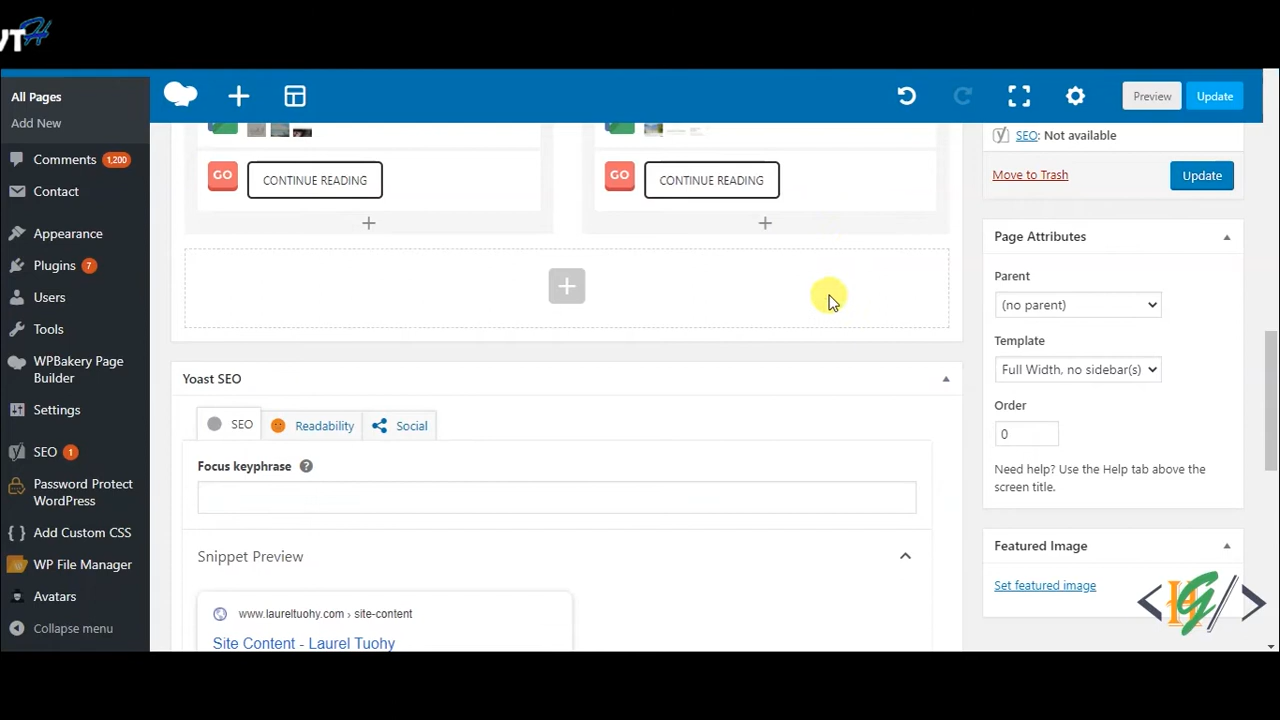 All Pages
Add New
Comments 1,200
Contact
Appearance
Plugins 7
Users
Tools
WPBakery Page
Builder
Settings
SEO 1
Password Protect
WordPress
Add Custom CSS
WP File Manager
Avatars
Collapse menu
Preview
Update
GO
CONTINUE READING
GO
CONTINUE READING
Yoast SEO
SEO
Readability
Social
Focus keyphrase
Snippet Preview
www.laureltuohy.com › site-content
Site Content - Laurel Tuohy
SEO: Not available
Move to Trash
Update
Page Attributes
Parent
(no parent)
Template
Full Width, no sidebar(s)
Order
0
Need help? Use the Help tab above the
screen title.
Featured Image
Set featured image